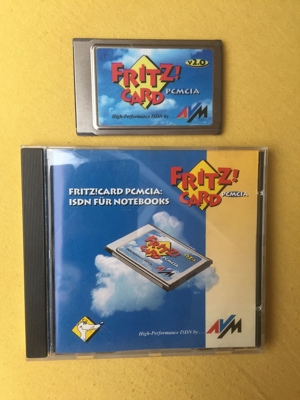 V2.0
FRITZ!
CARD PCMCIA
High-Performance ISDN by
AVM
FRITZ!
CARD PCMCIA
FRITZ!CARD PCMCIA:
ISDN FÜR NOTEBOOKS
High-Performance ISDN by
AVM